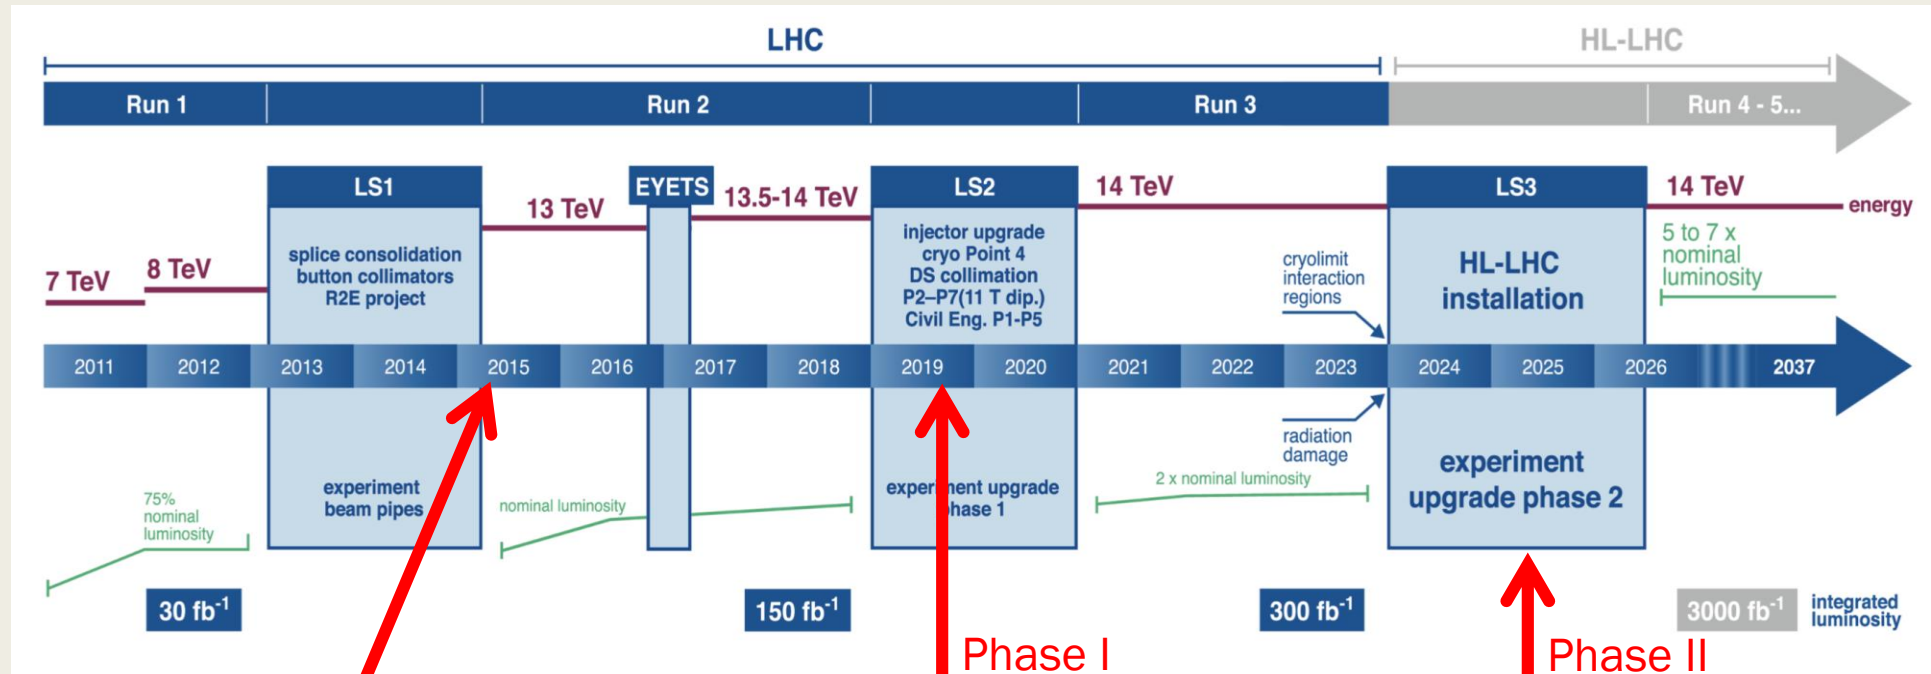 LHC
HL-LHC
Run 1
Run 2
Run 3
Run 4 - 5...
LS1
EYETS
13.5-14 TeV
LS2
14 TeV
LS3
14 TeV
energy
13 TeV
7 TeV
8 TeV
splice consolidation
button collimators
R2E project
injector upgrade
cryo Point 4
DS collimation
P2–P7(11 T dip.)
Civil Eng. P1-P5
cryolimit
interaction
regions
HL-LHC
installation
5 to 7 x
nominal
luminosity
2011
2012
2013
2014
2015
2016
2017
2018
2019
2020
2021
2022
2023
2024
2025
2026
2037
75%
nominal
luminosity
experiment
beam pipes
nominal luminosity
experiment upgrade
phase 1
2 x nominal luminosity
radiation
damage
experiment
upgrade phase 2
30 fb⁻¹
150 fb⁻¹
300 fb⁻¹
3000 fb⁻¹
integrated
luminosity
Phase I
Phase II